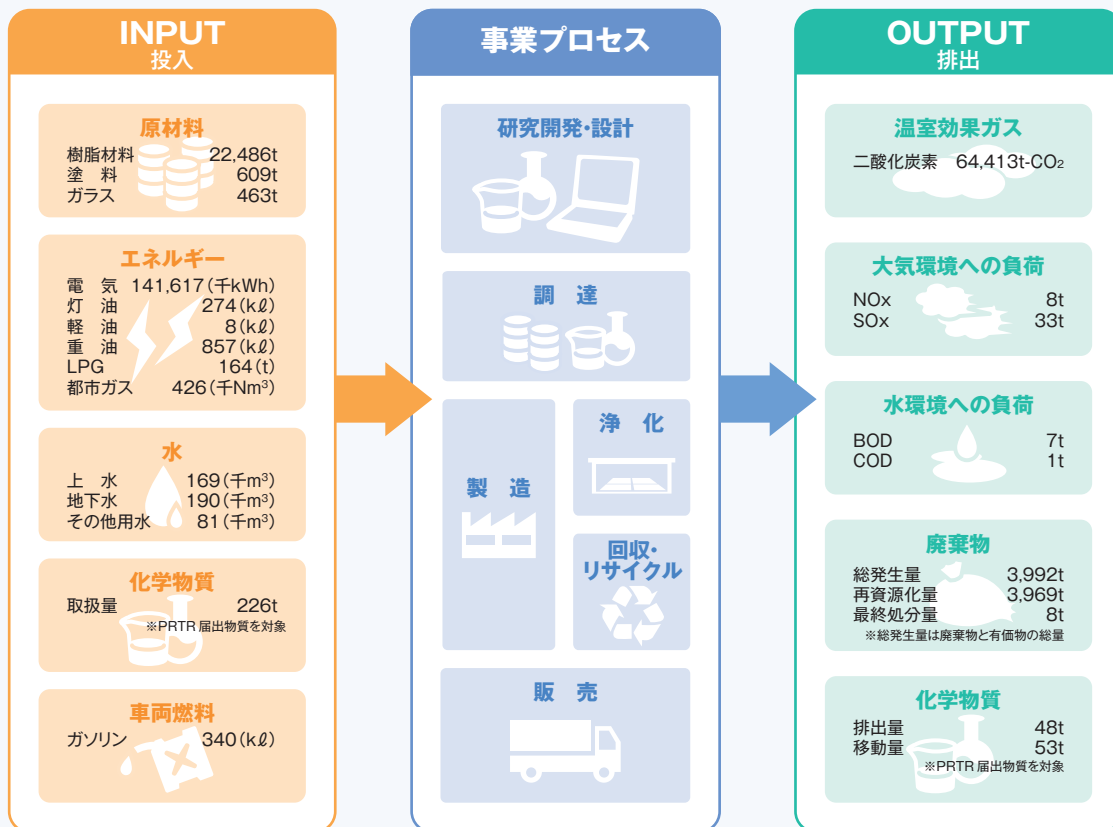 INPUT
投入
原材料
樹脂材料 22,486t
塗 料 609t
ガラス 463t
エネルギー
電 気 141,617(千kWh)
灯 油 274(kℓ)
軽 油 8(kℓ)
重 油 857(kℓ)
LPG 164(t)
都市ガス 426(千Nm³)
水
上 水 169(千m³)
地下水 190(千m³)
その他用水 81(千m³)
化学物質
取扱量 226t
※PRTR 届出物質を対象
車両燃料
ガソリン 340(kℓ)
事業プロセス
研究開発・設計
調 達
製 造
浄 化
回収・
リサイクル
販 売
OUTPUT
排出
温室効果ガス
二酸化炭素 64,413t-CO₂
大気環境への負荷
NOx 8t
SOx 33t
水環境への負荷
BOD 7t
COD 1t
廃棄物
総発生量 3,992t
再資源化量 3,969t
最終処分量 8t
※総発生量は廃棄物と有価物の総量
化学物質
排出量 48t
移動量 53t
※PRTR 届出物質を対象